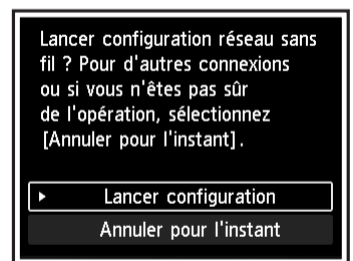 Lancer configuration réseau sans
fil ? Pour d'autres connexions
ou si vous n'êtes pas sûr
de l'opération, sélectionnez
[Annuler pour l'instant].
Lancer configuration
Annuler pour l'instant